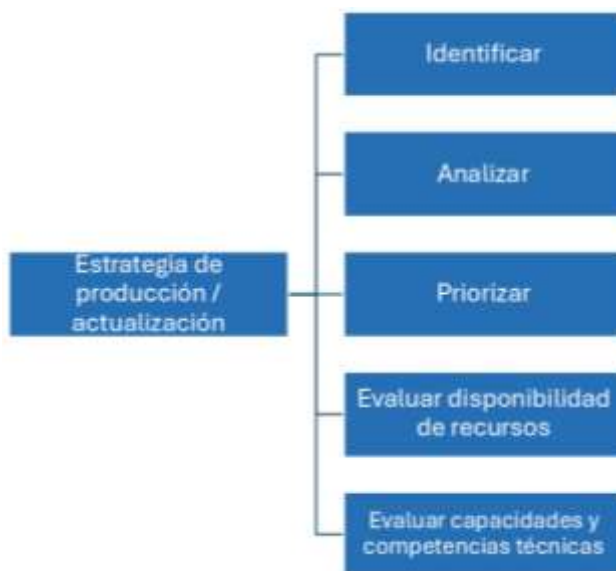 Identificar
Analizar
Estrategia de
producción /
actualización
Priorizar
Evaluar disponibilidad
de recursos
Evaluar capacidades y
competencias técnicas